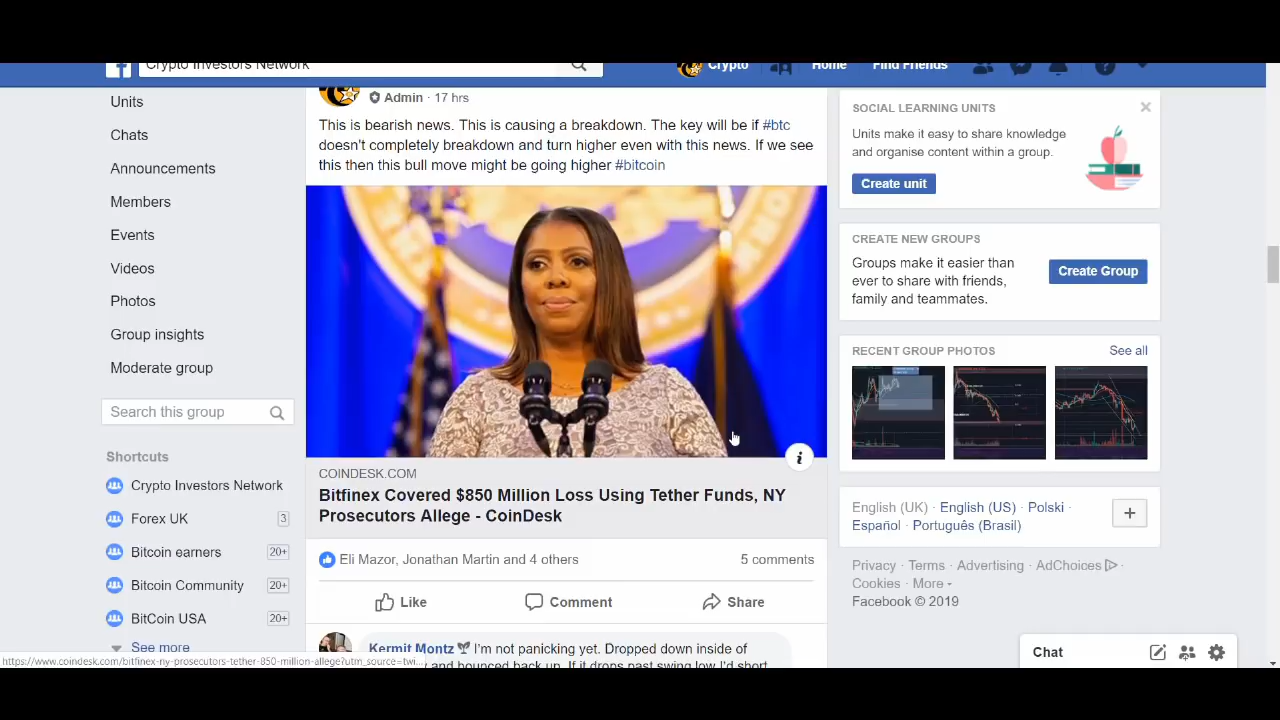 Crypto Investors Network
Crypto
Home
Find Friends
Units
Chats
Announcements
Members
Events
Videos
Photos
Group insights
Moderate group
Search this group
Shortcuts
Crypto Investors Network
Forex UK 3
Bitcoin earners 20+
Bitcoin Community 20+
BitCoin USA 20+
See more
Admin · 17 hrs
This is bearish news. This is causing a breakdown. The key will be if #btc
doesn't completely breakdown and turn higher even with this news. If we see
this then this bull move might be going higher #bitcoin
COINDESK.COM
Bitfinex Covered $850 Million Loss Using Tether Funds, NY
Prosecutors Allege - CoinDesk
Eli Mazor, Jonathan Martin and 4 others 5 comments
Like Comment Share
Kermit Montz I'm not panicking yet. Dropped down inside of
and bounced back up. If it drops past swing low I'd short
SOCIAL LEARNING UNITS
Units make it easy to share knowledge
and organise content within a group.
Create unit
CREATE NEW GROUPS
Groups make it easier than
ever to share with friends,
family and teammates.
Create Group
RECENT GROUP PHOTOS See all
English (UK) · English (US) · Polski ·
Español · Português (Brasil)
Privacy · Terms · Advertising · AdChoices ·
Cookies · More
Facebook © 2019
Chat
https://www.coindesk.com/bitfinex-ny-prosecutors-tether-850-million-allege?utm_source=twi...